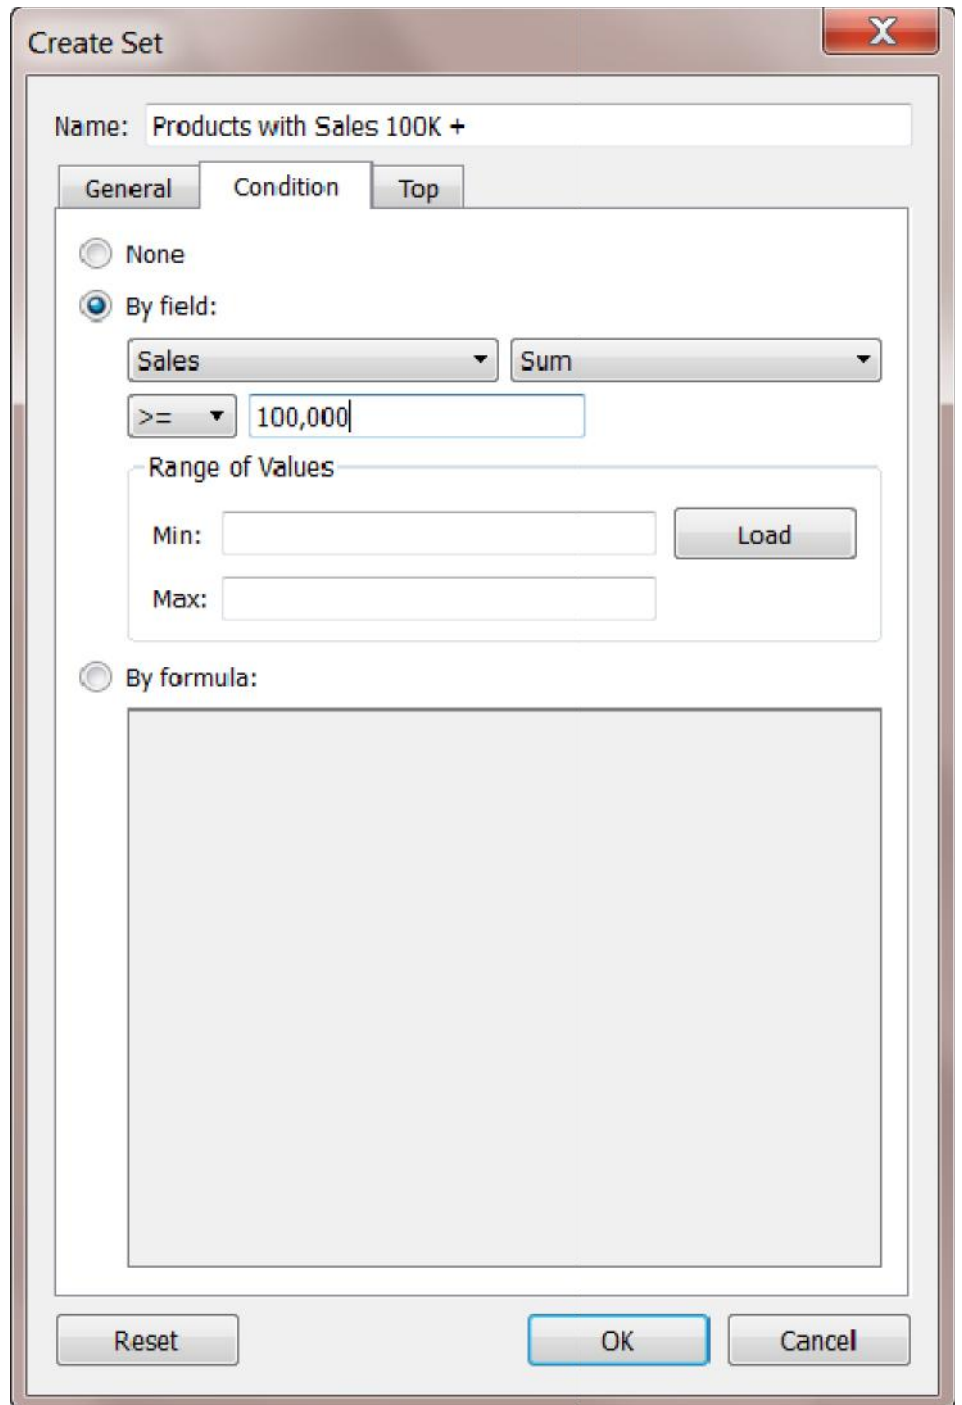 Create Set
X
Name: Products with Sales 100K +
General Condition Top
None
By field:
Sales Sum
>= 100,000
Range of Values
Min: Load
Max:
By formula:
Reset OK Cancel